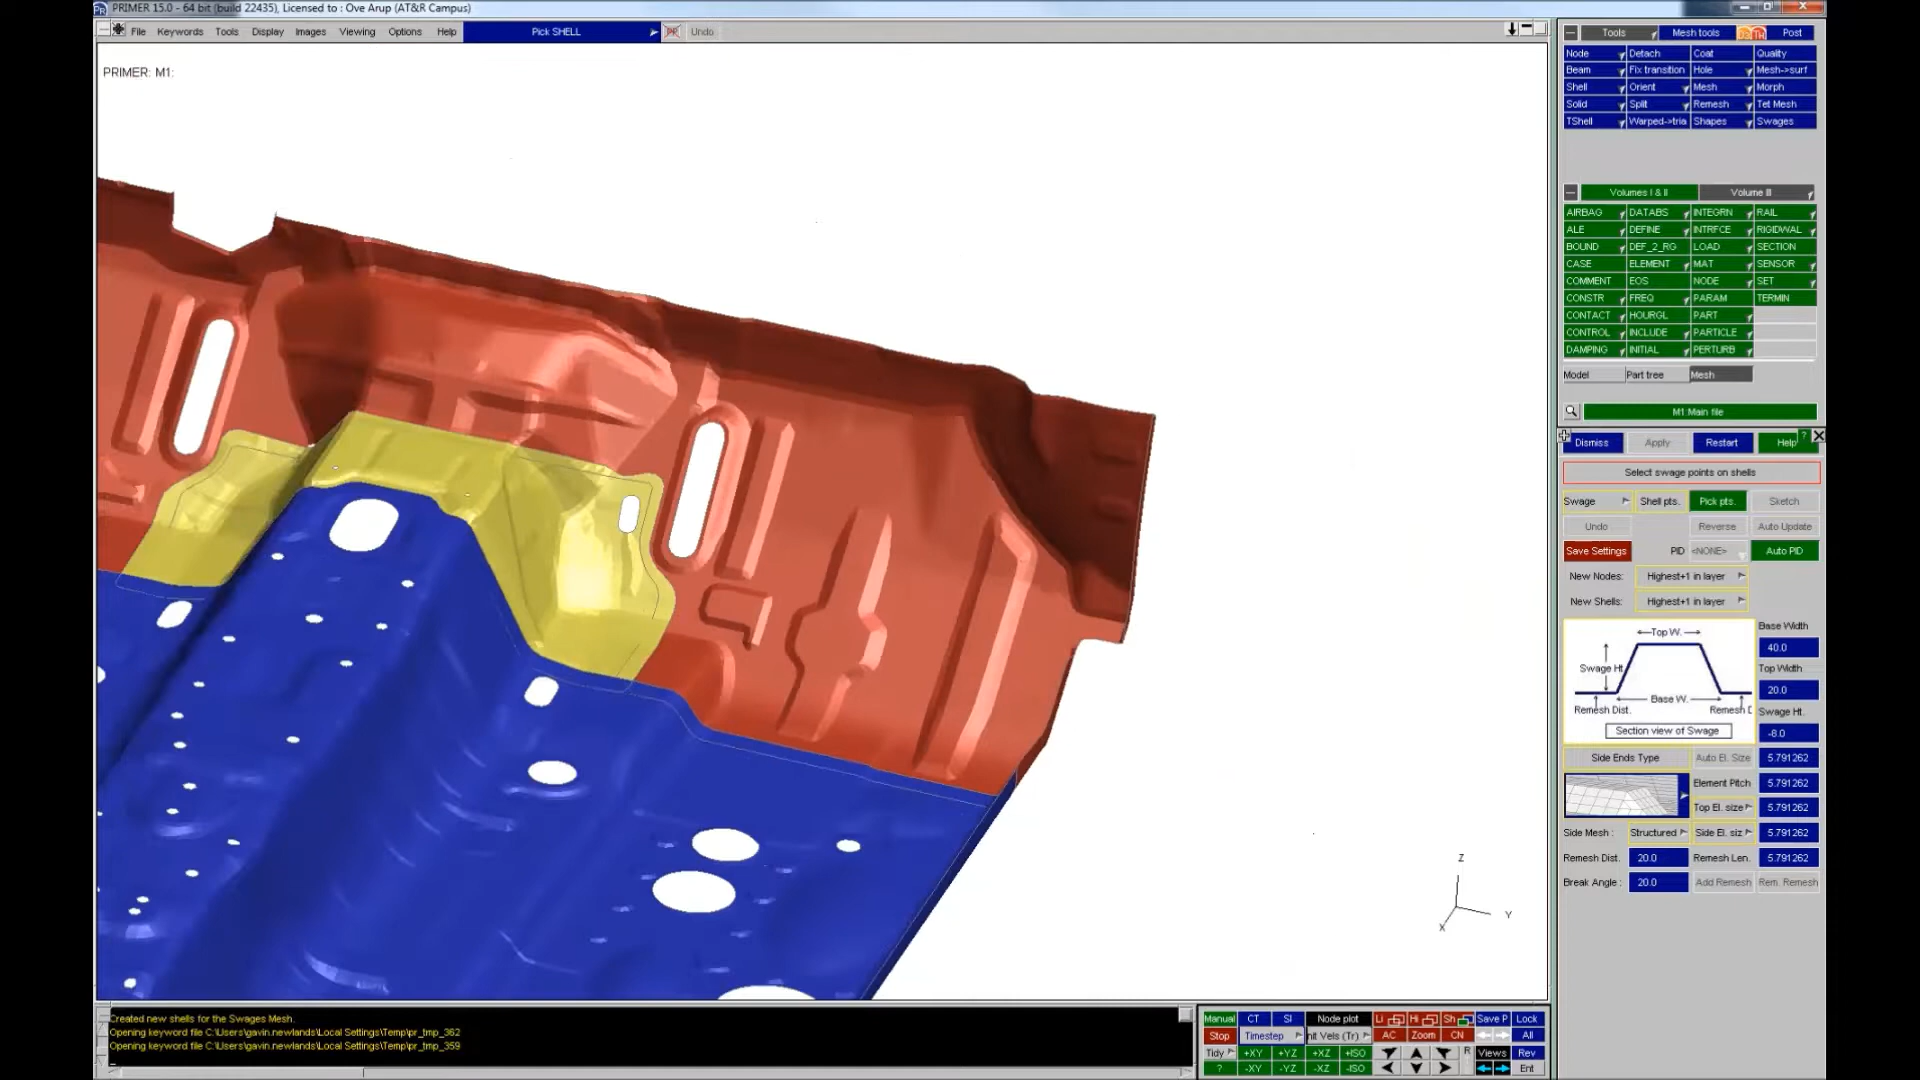 PRIMER 15.0 - 64 bit (build 22435), Licensed to : Ove Arup (AT&R Campus)
File Keywords Tools Display Images Viewing Options Help Pick SHELL Undo
PRIMER: M1:
Z
Y
X
Created new shells for the Swages Mesh.
Opening keyword file C:\Users\gavin.newlands\Local Settings\Temp\pr_tmp_362
Opening keyword file C:\Users\gavin.newlands\Local Settings\Temp\pr_tmp_359
Tools Mesh tools Post
Node Detach Coat Quality
Beam Fix transition Hole Mesh->surf
Shell Orient Mesh Morph
Solid Split Remesh Tet Mesh
TShell Warped->tria Shapes Swages
Volumes I & II Volume III
AIRBAG DATABS INTEGRN RAIL
ALE DEFINE INTRFCE RIGIDWAL
BOUND DEF_2_RG LOAD SECTION
CASE ELEMENT MAT SENSOR
COMMENT EOS NODE SET
CONSTR FREQ PARAM TERMIN
CONTACT HOURGL PART
CONTROL INCLUDE PARTICLE
DAMPING INITIAL PERTURB
Model Part tree Mesh
M1:Main file
Dismiss Apply Restart Help ?
Select swage points on shells
Swage Shell pts. Pick pts. Sketch
Undo Reverse Auto Update
Save Settings PID <NONE> Auto PID
New Nodes: Highest+1 in layer
New Shells: Highest+1 in layer
Top W. Base Width
40.0
Swage Ht. Top Width
Base W. 20.0
Remesh Dist. Remesh D Swage Ht.
Section view of Swage -8.0
Side Ends Type Auto El. Size 5.791262
Element Pitch 5.791262
Top El. size 5.791262
Side Mesh : Structured Side El. siz 5.791262
Remesh Dist. 20.0 Remesh Len. 5.791262
Break Angle : 20.0 Add Remesh Rem. Remesh
Manual CT SI Node plot Li Hi Sh Save P Lock
Stop Timestep nit Vels (Tr) AC Zoom CN All
Tidy +XY +YZ +XZ +ISO R Views Rev
? -XY -YZ -XZ -ISO Ent